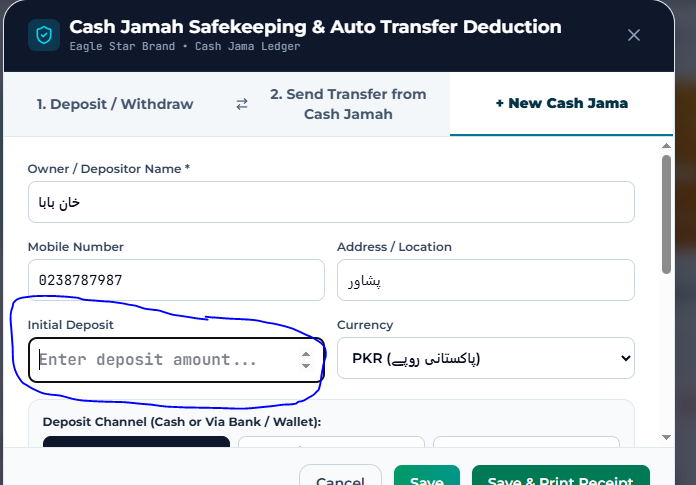 Cash Jamah Safekeeping & Auto Transfer Deduction
Eagle Star Brand • Cash Jama Ledger
1. Deposit / Withdraw
2. Send Transfer from
Cash Jamah
+ New Cash Jama
Owner / Depositor Name *
خان بابا
Mobile Number
Address / Location
0238787987
پشاور
Initial Deposit
Currency
Enter deposit amount...
PKR (پاکستانی روپے)
Deposit Channel (Cash or Via Bank / Wallet):
Cancel
Save
Save & Print Receipt